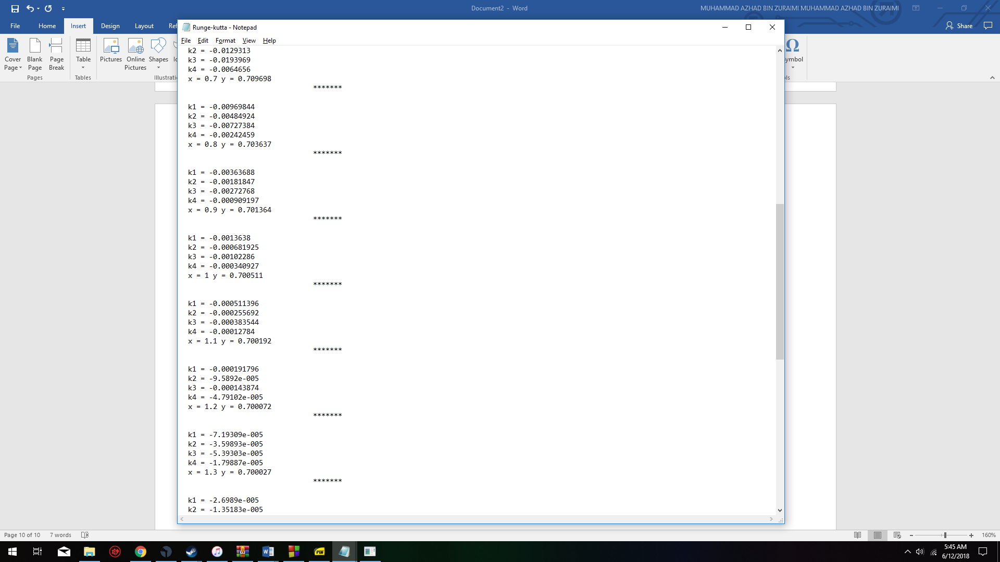 Document2 - Word
MUHAMMAD AZHAD BIN ZURAIMI MUHAMMAD AZHAD BIN ZURAIMI
File Home Insert Design Layout Ref
Share
Runge-kutta - Notepad
File Edit Format View Help
Cover Page
Blank Page
Page Break
Table
Pictures
Online Pictures
Shapes
Ic
ymbol
Pages
Tables
Illustrati
ls
k2 = -0.0129313
k3 = -0.0193969
k4 = -0.0064656
x = 0.7 y = 0.709698
*******
k1 = -0.00969844
k2 = -0.00484924
k3 = -0.00727384
k4 = -0.00242459
x = 0.8 y = 0.703637
*******
k1 = -0.00363688
k2 = -0.00181847
k3 = -0.00272768
k4 = -0.000909197
x = 0.9 y = 0.701364
*******
k1 = -0.0013638
k2 = -0.000681925
k3 = -0.00102286
k4 = -0.000340927
x = 1 y = 0.700511
*******
k1 = -0.000511396
k2 = -0.000255692
k3 = -0.000383544
k4 = -0.00012784
x = 1.1 y = 0.700192
*******
k1 = -0.000191796
k2 = -9.5892e-005
k3 = -0.000143874
k4 = -4.79102e-005
x = 1.2 y = 0.700072
*******
k1 = -7.19309e-005
k2 = -3.59893e-005
k3 = -5.39303e-005
k4 = -1.79887e-005
x = 1.3 y = 0.700027
*******
k1 = -2.6989e-005
k2 = -1.35183e-005
Page 10 of 10 7 words
160%
PDF
5:45 AM
6/12/2018